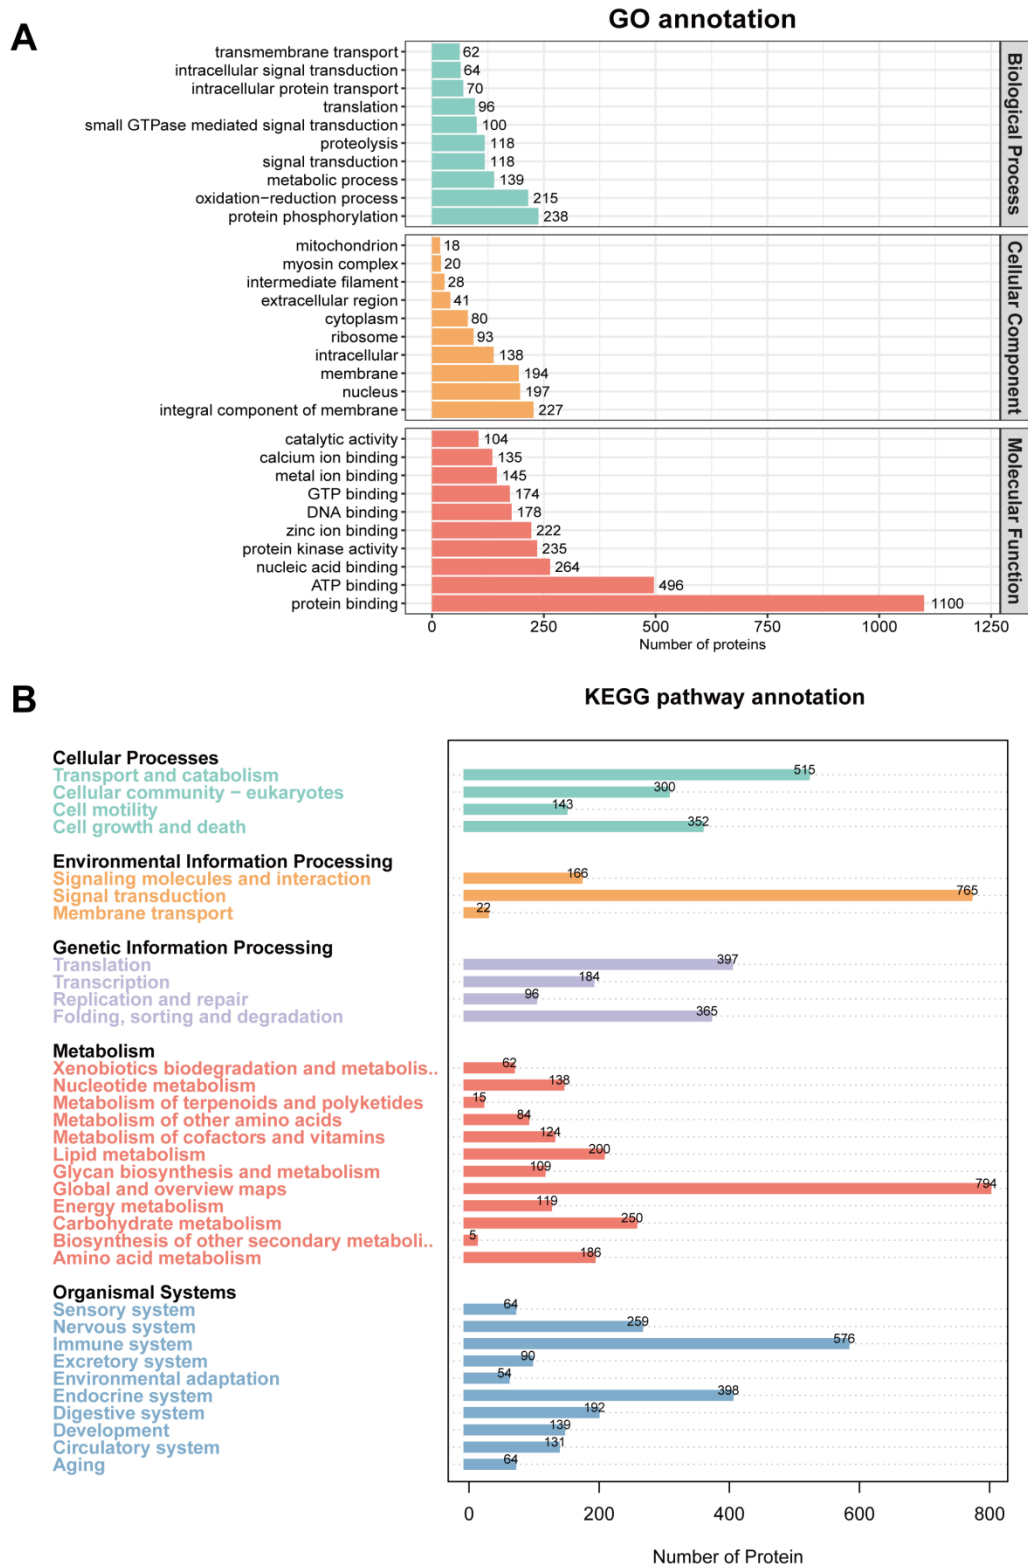 A
GO annotation
transmembrane transport 62
intracellular signal transduction 64
intracellular protein transport 70
translation 96
small GTPase mediated signal transduction 100
proteolysis 118
signal transduction 118
metabolic process 139
oxidation−reduction process 215
protein phosphorylation 238
Biological Process
mitochondrion 18
myosin complex 20
intermediate filament 28
extracellular region 41
cytoplasm 80
ribosome 93
intracellular 138
membrane 194
nucleus 197
integral component of membrane 227
Cellular Component
catalytic activity 104
calcium ion binding 135
metal ion binding 145
GTP binding 174
DNA binding 178
zinc ion binding 222
protein kinase activity 235
nucleic acid binding 264
ATP binding 496
protein binding 1100
Molecular Function
0 250 500 750 1000 1250
Number of proteins
B
KEGG pathway annotation
Cellular Processes
Transport and catabolism 515
Cellular community − eukaryotes 300
Cell motility 143
Cell growth and death 352
Environmental Information Processing
Signaling molecules and interaction 166
Signal transduction 765
Membrane transport 22
Genetic Information Processing
Translation 397
Transcription 184
Replication and repair 96
Folding, sorting and degradation 365
Metabolism
Xenobiotics biodegradation and metabolis.. 62
Nucleotide metabolism 138
Metabolism of terpenoids and polyketides 15
Metabolism of other amino acids 84
Metabolism of cofactors and vitamins 124
Lipid metabolism 200
Glycan biosynthesis and metabolism 109
Global and overview maps 794
Energy metabolism 119
Carbohydrate metabolism 250
Biosynthesis of other secondary metaboli.. 5
Amino acid metabolism 186
Organismal Systems
Sensory system 64
Nervous system 259
Immune system 576
Excretory system 90
Environmental adaptation 54
Endocrine system 398
Digestive system 192
Development 139
Circulatory system 131
Aging 64
0 200 400 600 800
Number of Protein